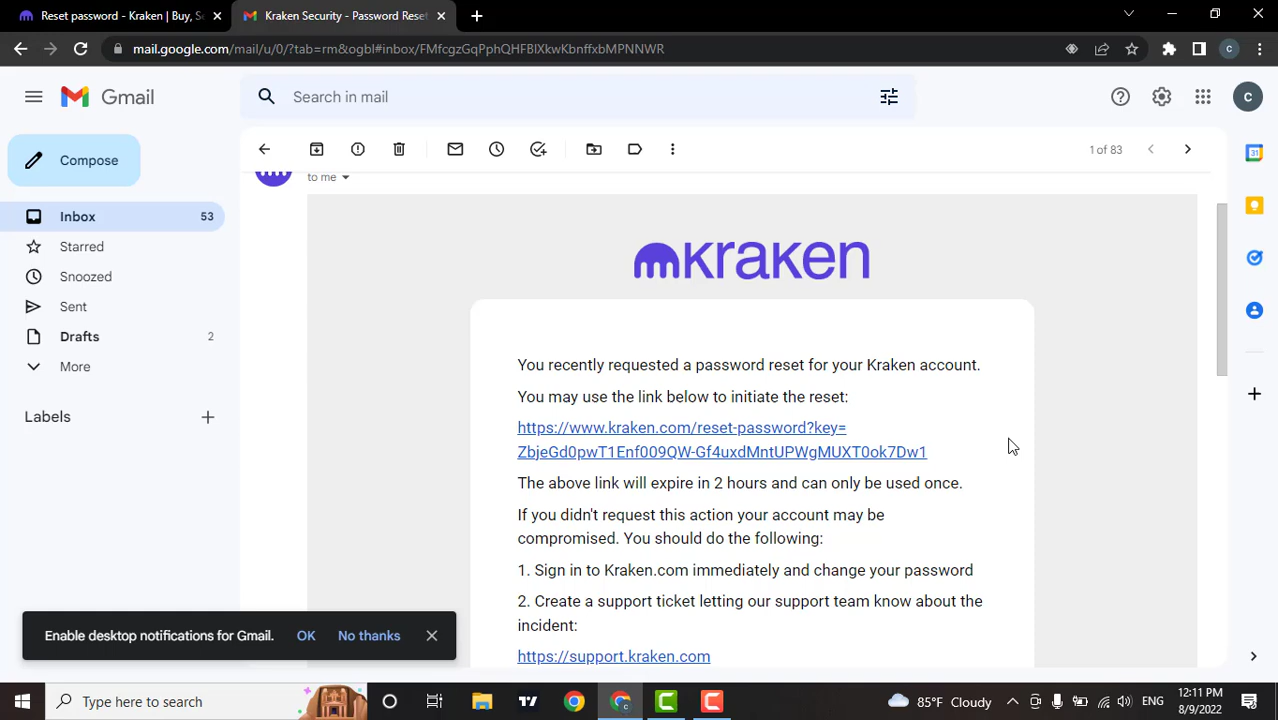 Reset password - Kraken | Buy, Se
Kraken Security - Password Reset
mail.google.com/mail/u/0/?tab=rm&ogbl#inbox/FMfcgzGqPphQHFBlXkwKbnffxbMPNNWR
C
Gmail
Search in mail
C
Compose
1 of 83
Inbox 53
Starred
Snoozed
Sent
Drafts 2
More
Labels
to me
31
kraken
You recently requested a password reset for your Kraken account.
You may use the link below to initiate the reset:
https://www.kraken.com/reset-password?key=
ZbjeGd0pwT1Enf009QW-Gf4uxdMntUPWgMUXT0ok7Dw1
The above link will expire in 2 hours and can only be used once.
If you didn't request this action your account may be
compromised. You should do the following:
1. Sign in to Kraken.com immediately and change your password
2. Create a support ticket letting our support team know about the
incident:
https://support.kraken.com
Enable desktop notifications for Gmail. OK No thanks
Type here to search
85°F Cloudy
ENG
12:11 PM
8/9/2022